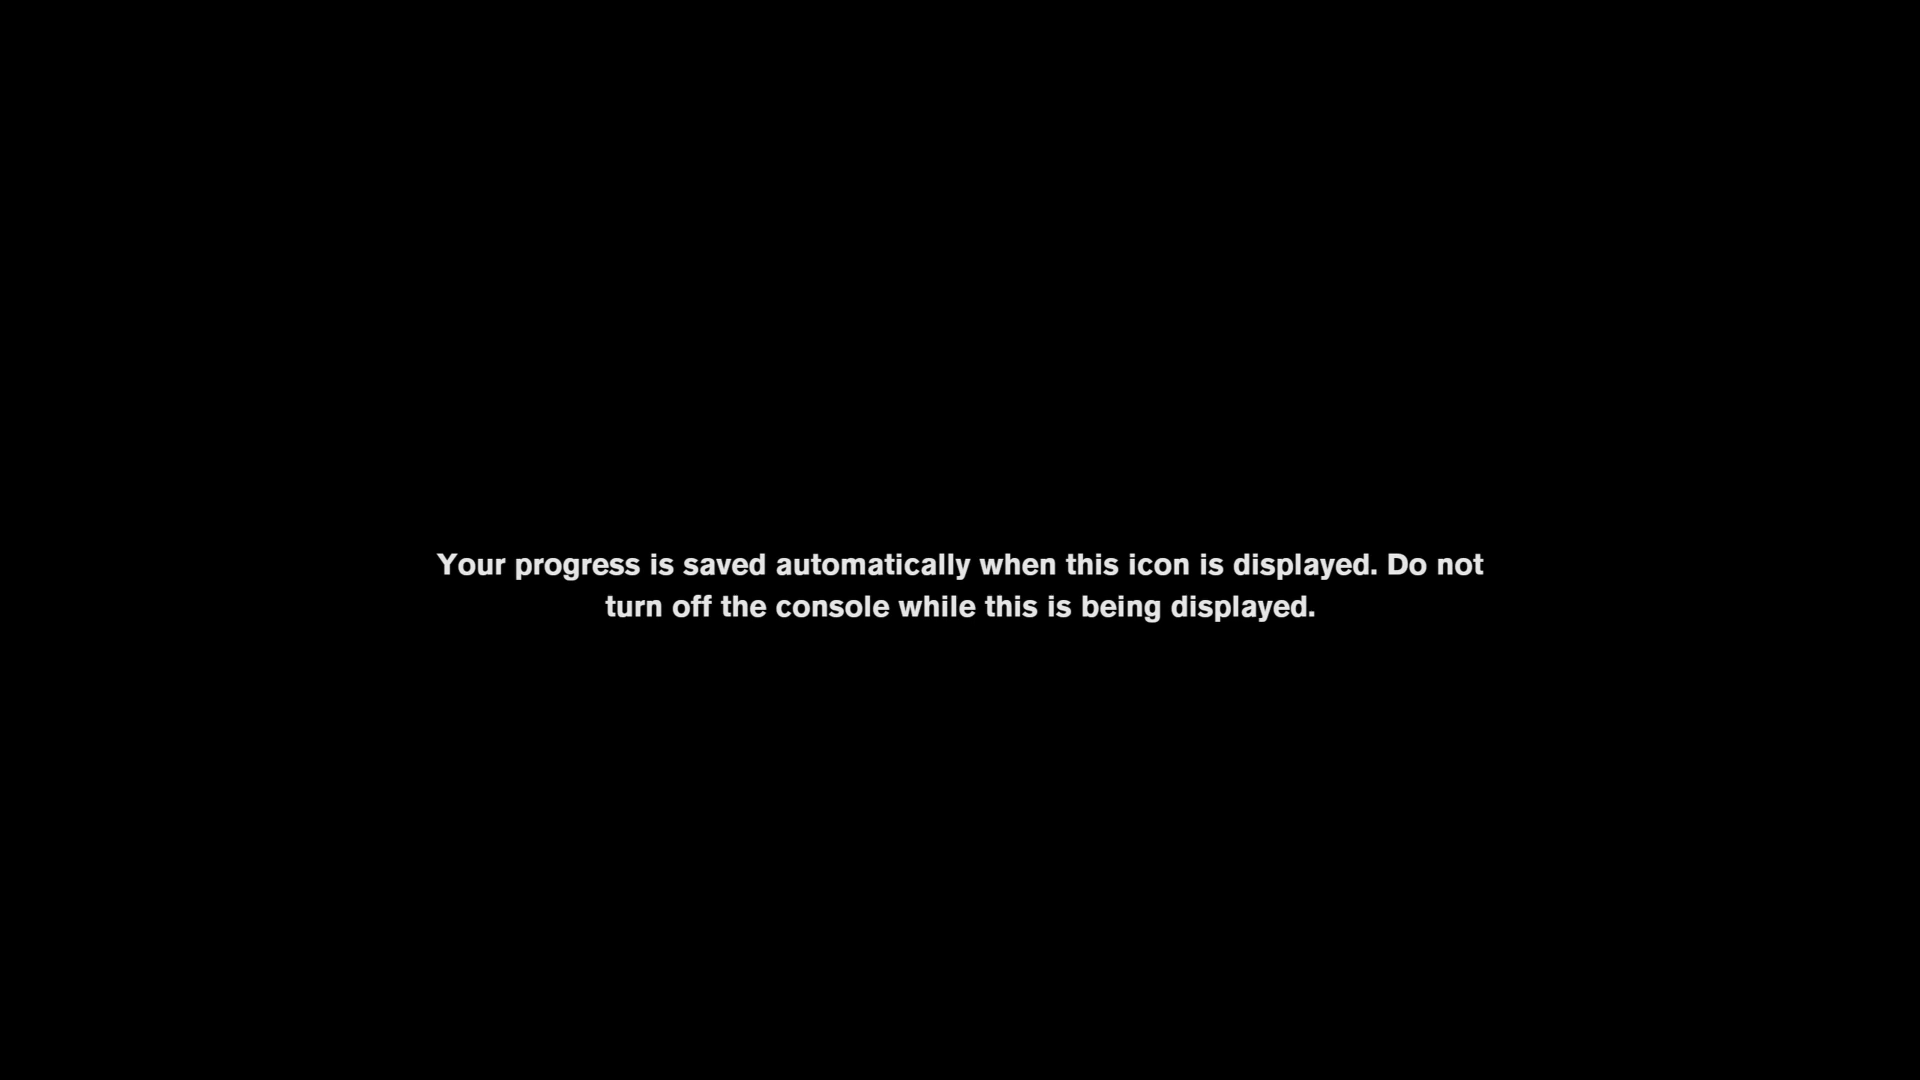 Your progress is saved automatically when this icon is displayed. Do not
turn off the console while this is being displayed.